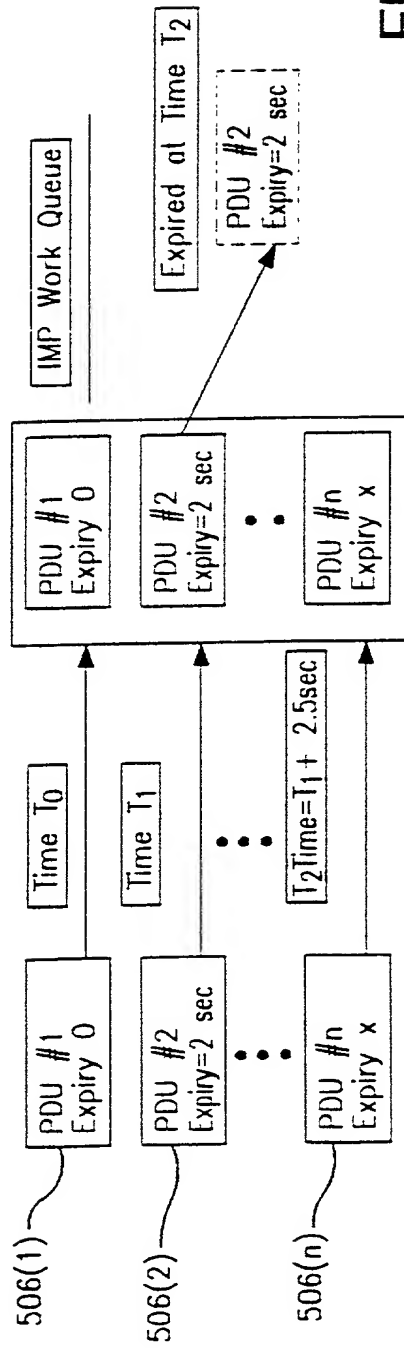 506(1)
PDU #1
Expiry 0
Time T0
PDU #1
Expiry 0
IMP Work Queue
506(2)
PDU #2
Expiry=2 sec
Time T1
PDU #2
Expiry=2 sec
Expired at Time T2
PDU #2
Expiry=2 sec
506(n)
PDU #n
Expiry x
T2Time=T1+ 2.5sec
PDU #n
Expiry x